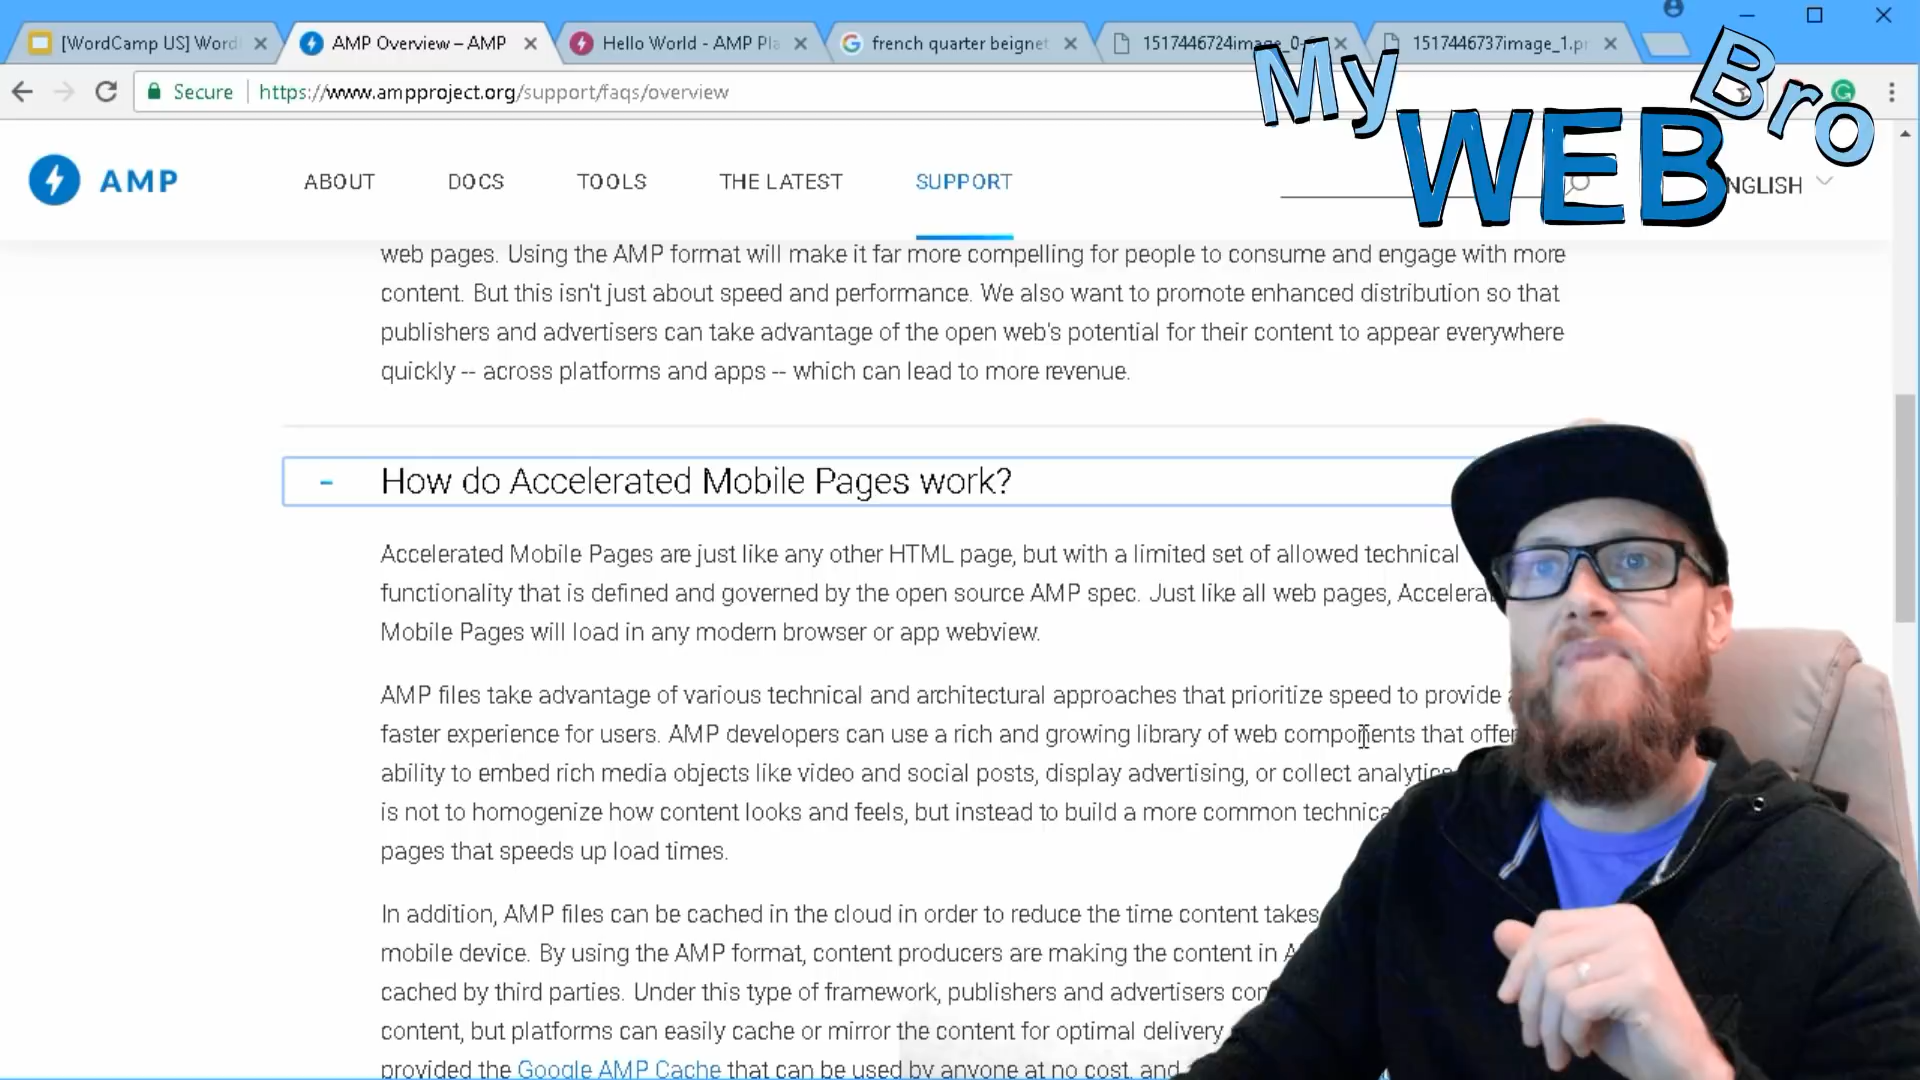 [WordCamp US] Word
AMP Overview – AMP
Hello World - AMP Pla
french quarter beignet
1517446724image_0-
1517446737image_1.pr
Secure
https://www.ampproject.org/support/faqs/overview
My WEB Bro
AMP
ABOUT
DOCS
TOOLS
THE LATEST
SUPPORT
NGLISH
web pages. Using the AMP format will make it far more compelling for people to consume and engage with more
content. But this isn't just about speed and performance. We also want to promote enhanced distribution so that
publishers and advertisers can take advantage of the open web's potential for their content to appear everywhere
quickly -- across platforms and apps -- which can lead to more revenue.
- How do Accelerated Mobile Pages work?
Accelerated Mobile Pages are just like any other HTML page, but with a limited set of allowed technical
functionality that is defined and governed by the open source AMP spec. Just like all web pages, Accelera
Mobile Pages will load in any modern browser or app webview.
AMP files take advantage of various technical and architectural approaches that prioritize speed to provide a
faster experience for users. AMP developers can use a rich and growing library of web components that offer
ability to embed rich media objects like video and social posts, display advertising, or collect analytics
is not to homogenize how content looks and feels, but instead to build a more common technica
pages that speeds up load times.
In addition, AMP files can be cached in the cloud in order to reduce the time content takes
mobile device. By using the AMP format, content producers are making the content in A
cached by third parties. Under this type of framework, publishers and advertisers con
content, but platforms can easily cache or mirror the content for optimal delivery
provided the Google AMP Cache that can be used by anyone at no cost, and